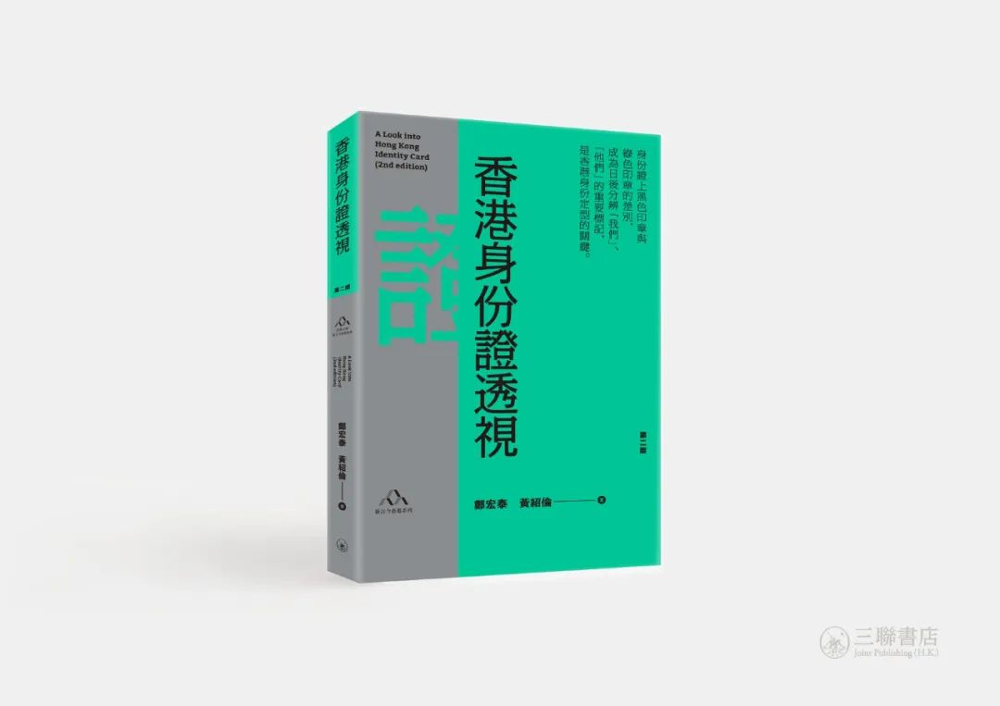 香港身份證透視
第二版
A Look into
Hong Kong
Identity Card
(2nd edition)
鄭宏泰 黃紹倫 著
A Look into
Hong Kong
Identity Card
(2nd edition)
證
香港身份證透視
身份證上黑色印章與
綠色印章的差別，
成為日後分辨「我們」、
「他們」的重要標記，
是香港身份定型的關鍵。
第二版
鄭宏泰 黃紹倫 著
三聯書店
Joint Publishing (H.K.)